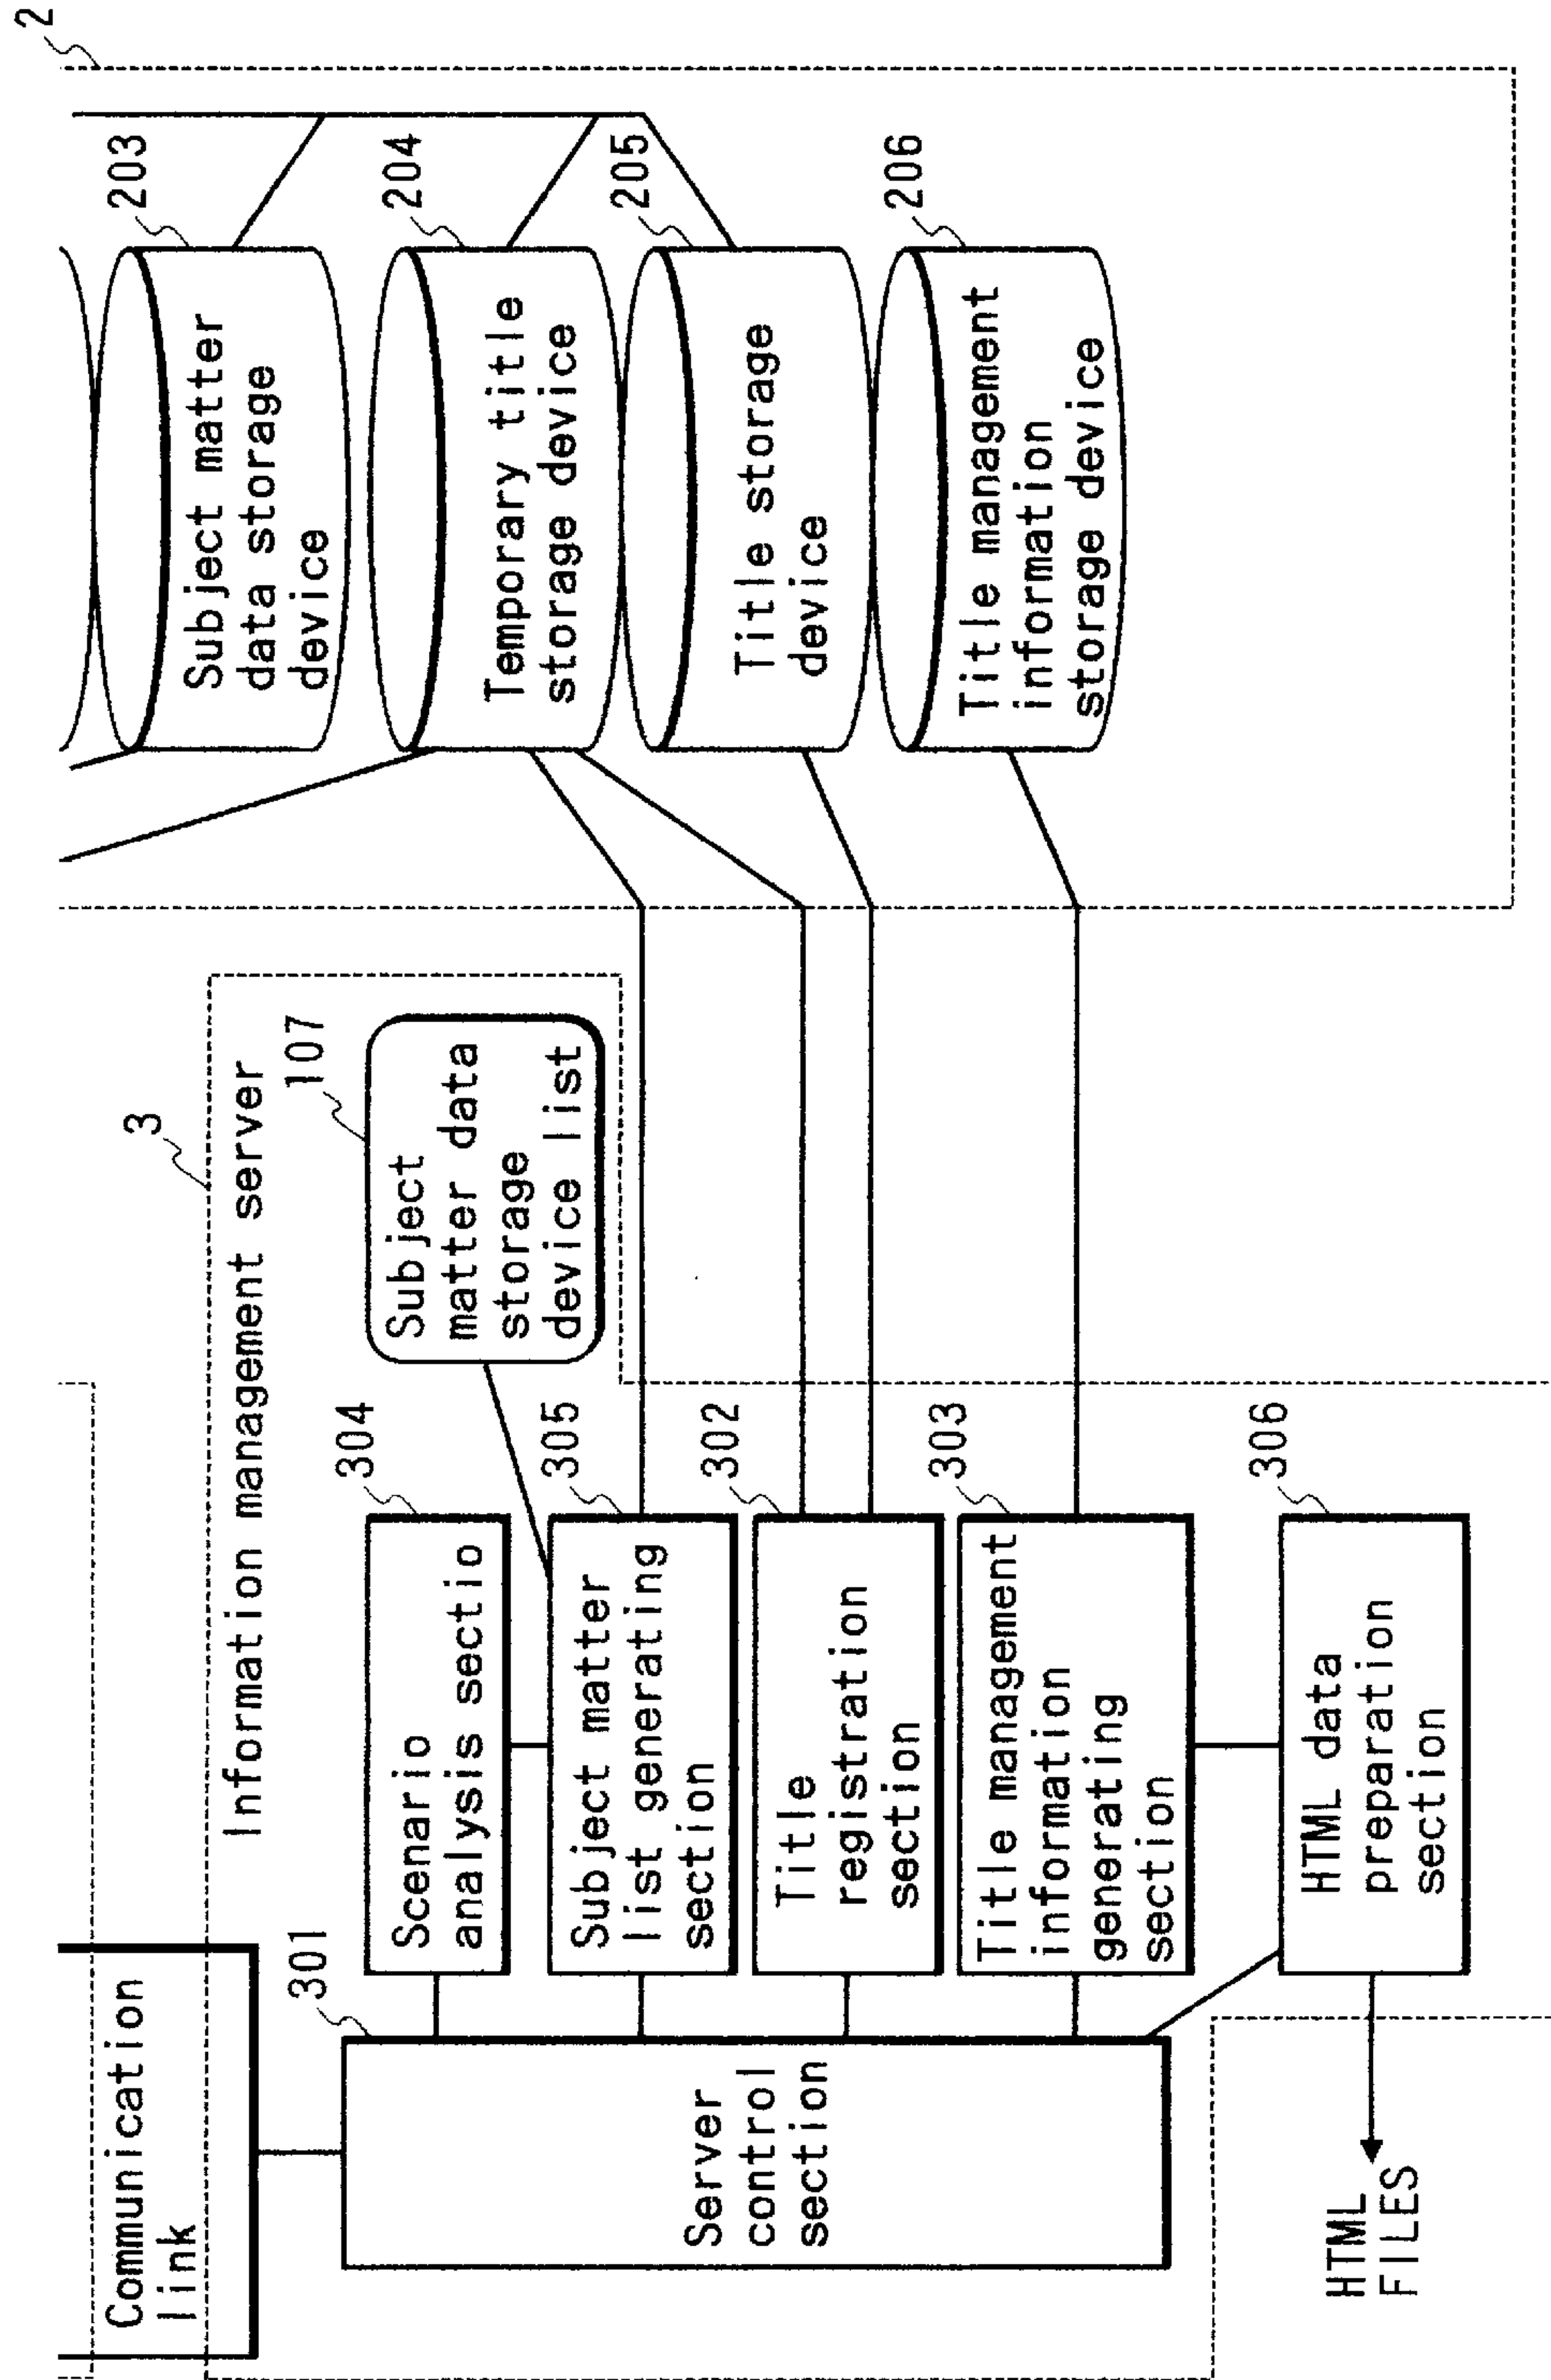 2
203
Subject matter
data storage
device
204
Temporary title
storage device
205
Title storage
device
206
Title management
information
storage device
3
Information management server
107
Subject
matter data
storage
device list
304
Scenario
analysis sectio
305
Subject matter
list generating
section
302
Title
registration
section
303
Title management
information
generating
section
306
HTML data
preparation
section
301
Server
control
section
Communication
link
HTML
FILES